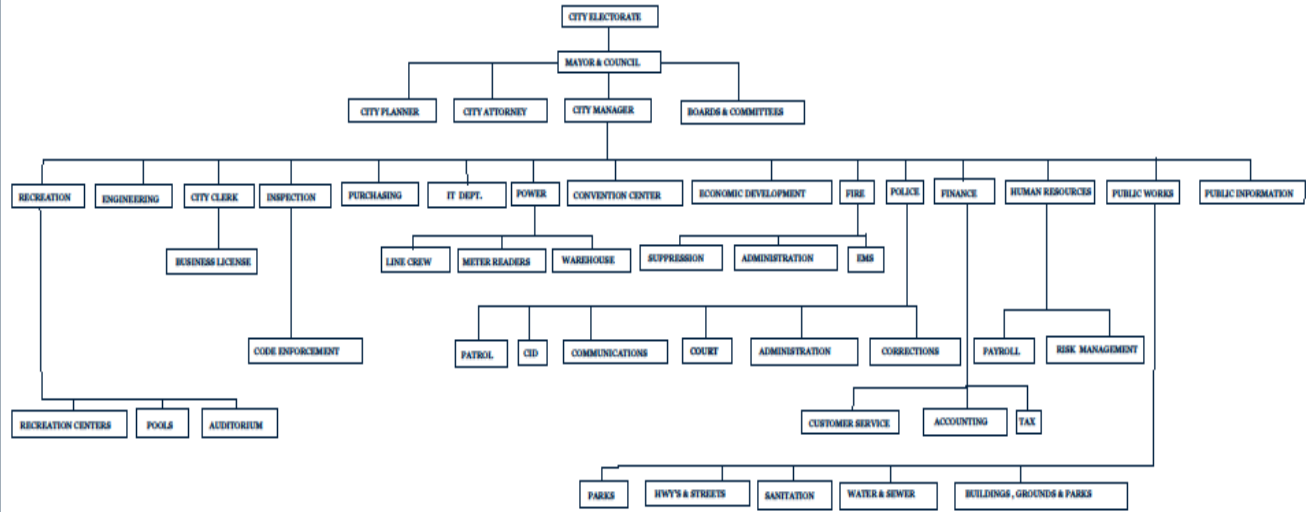 CITY ELECTORATE
MAYOR & COUNCIL
CITY PLANNER
CITY ATTORNEY
CITY MANAGER
BOARDS & COMMITTEES
RECREATION
ENGINEERING
CITY CLERK
INSPECTION
PURCHASING
IT DEPT.
POWER
CONVENTION CENTER
ECONOMIC DEVELOPMENT
FIRE
POLICE
FINANCE
HUMAN RESOURCES
PUBLIC WORKS
PUBLIC INFORMATION
BUSINESS LICENSE
LINE CREW
METER READERS
WAREHOUSE
SUPPRESSION
ADMINISTRATION
EMS
CODE ENFORCEMENT
PATROL
CID
COMMUNICATIONS
COURT
ADMINISTRATION
CORRECTIONS
PAYROLL
RISK MANAGEMENT
RECREATION CENTERS
POOLS
AUDITORIUM
CUSTOMER SERVICE
ACCOUNTING
TAX
PARKS
HWY'S & STREETS
SANITATION
WATER & SEWER
BUILDINGS , GROUNDS & PARKS